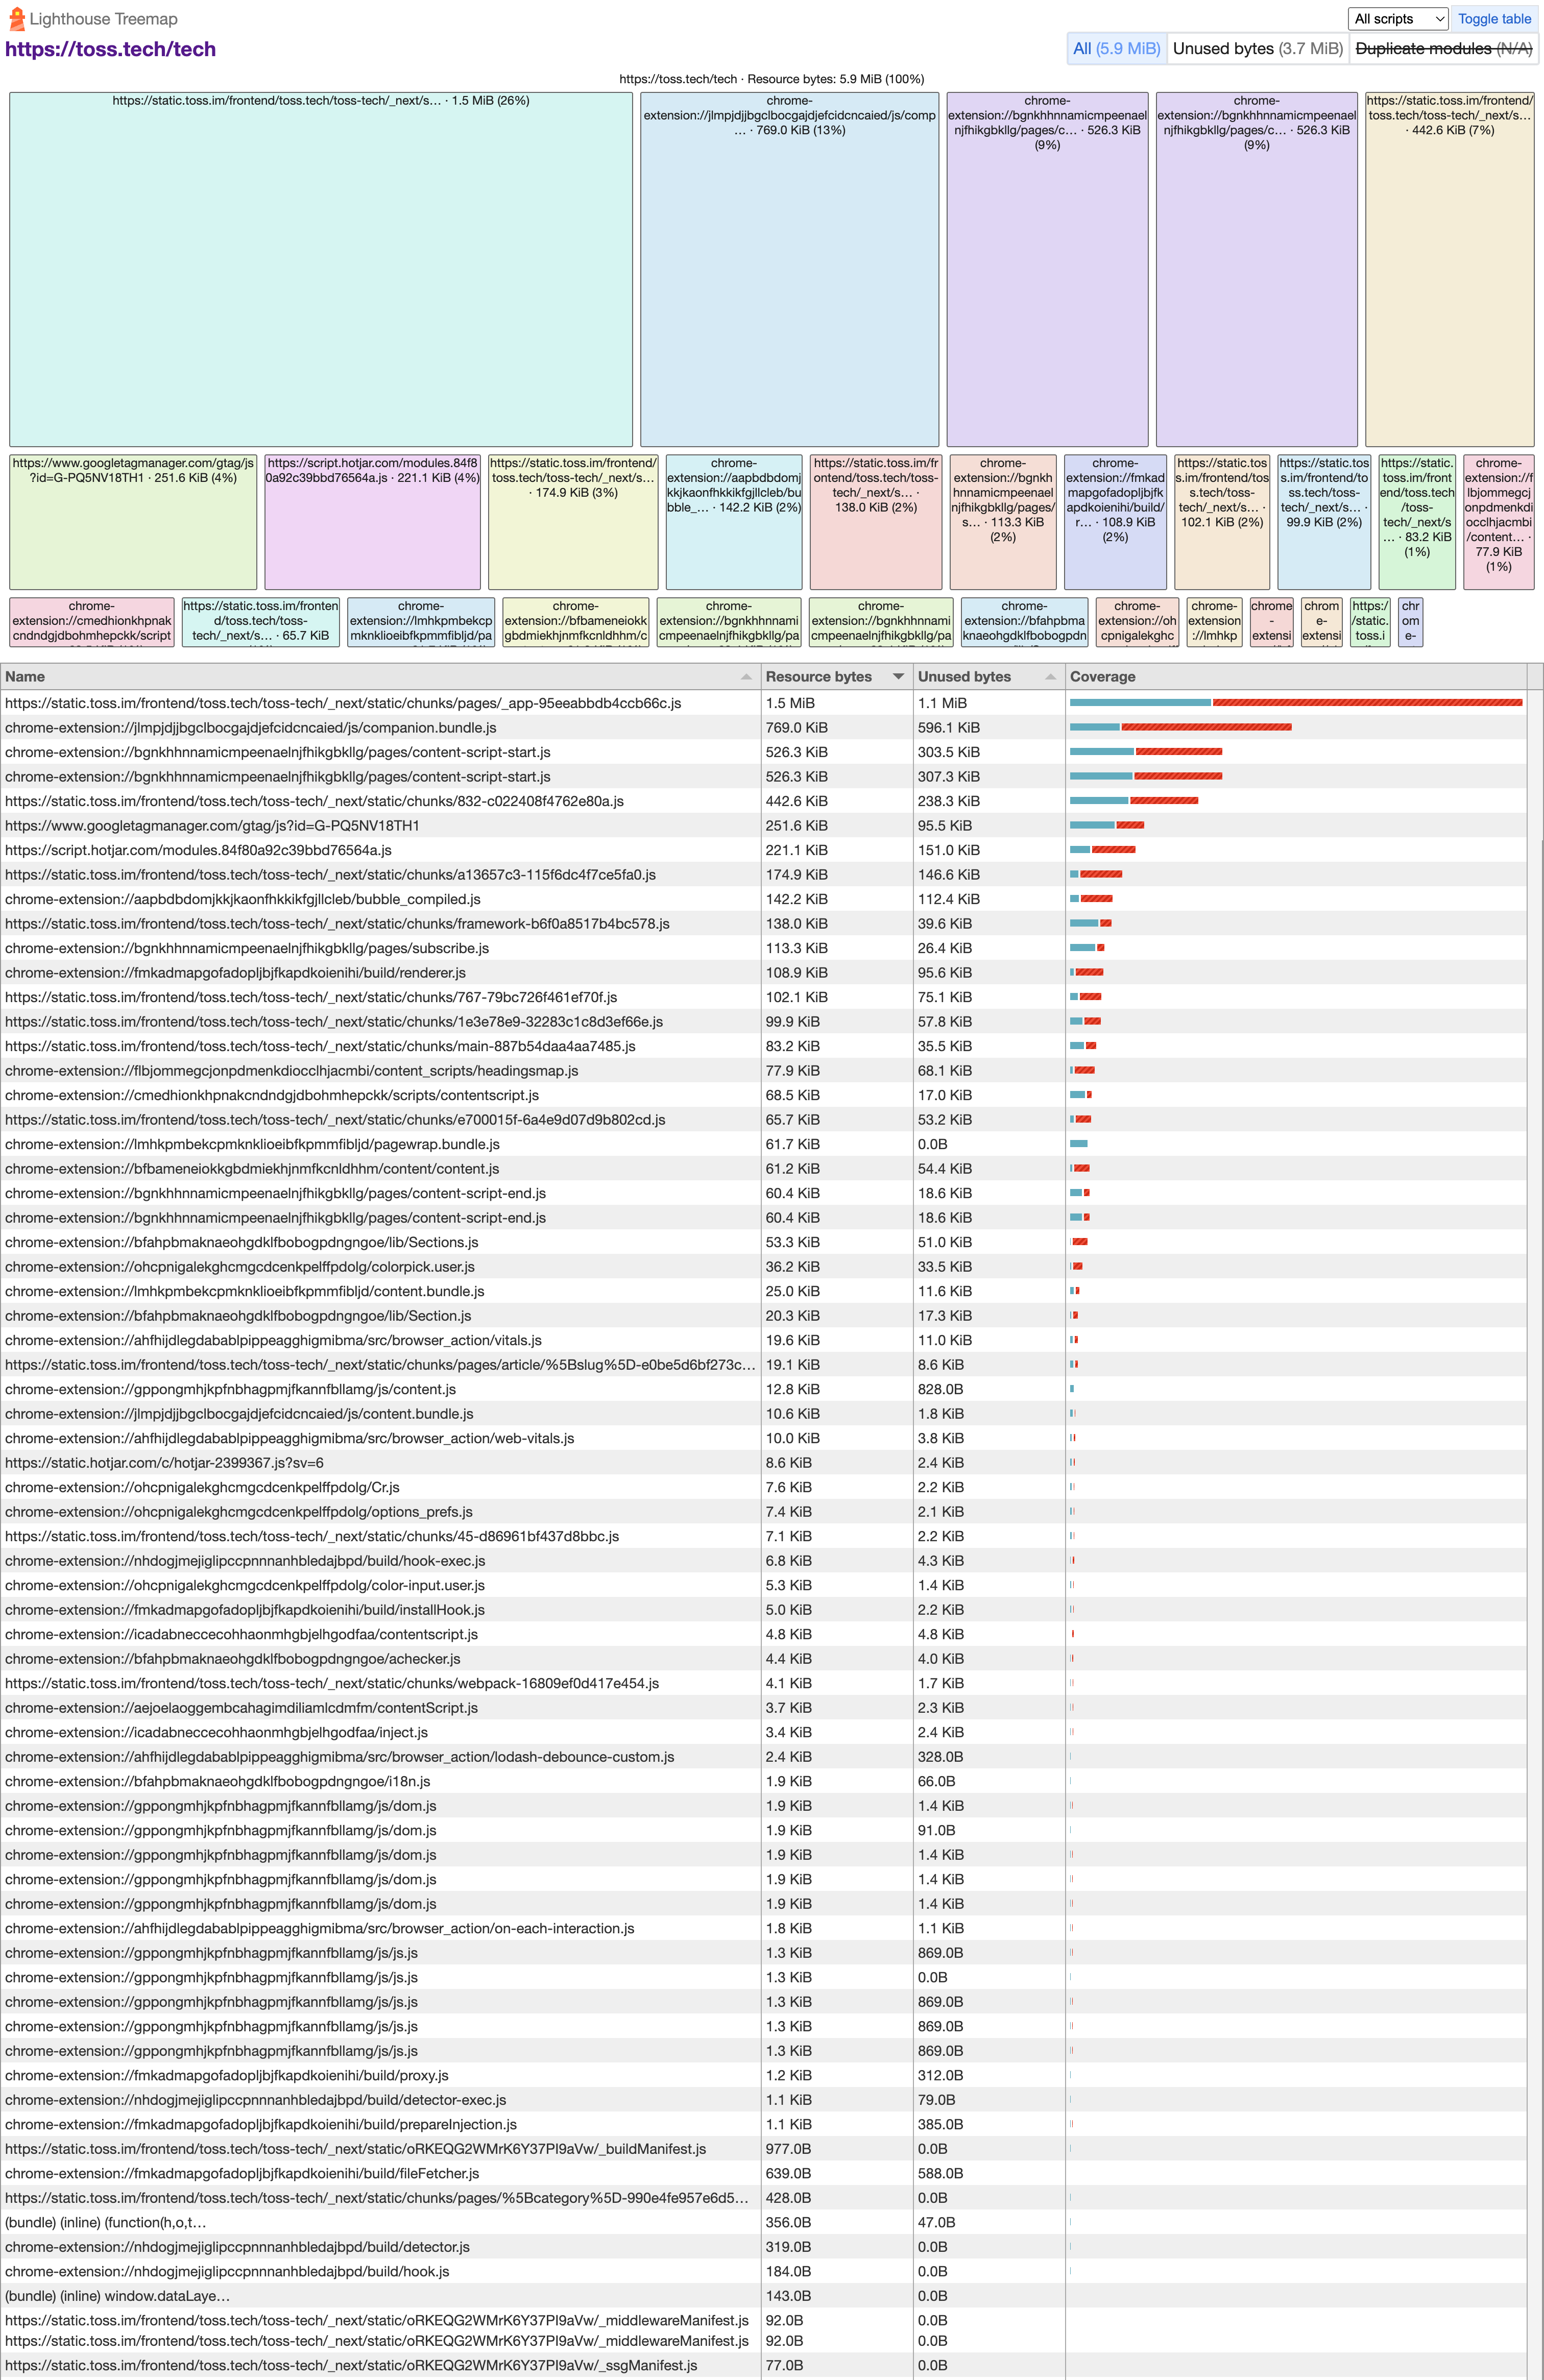 Lighthouse Treemap
All scripts
Toggle table
https://toss.tech/tech
All (5.9 MiB)
Unused bytes (3.7 MiB)
Duplicate modules (N/A)
https://toss.tech/tech · Resource bytes: 5.9 MiB (100%)
https://static.toss.im/frontend/toss.tech/toss-tech/_next/s… · 1.5 MiB (26%)
chrome-
extension://jlmpjdjjbgclbocgajdjefcidcncaied/js/comp
… · 769.0 KiB (13%)
chrome-
extension://bgnkhhnnamicmpeenael
njfhikgbkllg/pages/c… · 526.3 KiB
(9%)
chrome-
extension://bgnkhhnnamicmpeenael
njfhikgbkllg/pages/c… · 526.3 KiB
(9%)
https://static.toss.im/frontend/
toss.tech/toss-tech/_next/s…
· 442.6 KiB (7%)
https://www.googletagmanager.com/gtag/js
?id=G-PQ5NV18TH1 · 251.6 KiB (4%)
https://script.hotjar.com/modules.84f8
0a92c39bbd76564a.js · 221.1 KiB (4%)
https://static.toss.im/frontend/
toss.tech/toss-tech/_next/s…
· 174.9 KiB (3%)
chrome-
extension://aapbdbdomj
kkjkaonfhkkikfgjllcleb/bu
bble_… · 142.2 KiB (2%)
https://static.toss.im/fr
ontend/toss.tech/toss-
tech/_next/s… ·
138.0 KiB (2%)
chrome-
extension://bgnkh
hnnamicmpeenael
njfhikgbkllg/pages/
s… · 113.3 KiB
(2%)
chrome-
extension://fmkad
mapgofadopljbjfk
apdkoienihi/build/
r… · 108.9 KiB
(2%)
https://static.tos
s.im/frontend/tos
s.tech/toss-
tech/_next/s… ·
102.1 KiB (2%)
https://static.tos
s.im/frontend/to
ss.tech/toss-
tech/_next/s… ·
99.9 KiB (2%)
https://static.
toss.im/front
end/toss.tech
/toss-
tech/_next/s
… · 83.2 KiB
(1%)
chrome-
extension://f
lbjommegcj
onpdmenkdi
occlhjacmbi
/content… ·
77.9 KiB
(1%)
chrome-
extension://cmedhionkhpnak
cndndgjdbohmhepckk/script
https://static.toss.im/fronten
d/toss.tech/toss-
tech/_next/s… · 65.7 KiB
chrome-
extension://lmhkpmbekcp
mknklioeibfkpmmfibljd/pa
chrome-
extension://bfbameneiokk
gbdmiekhjnmfkcnldhhm/c
chrome-
extension://bgnkhhnnami
cmpeenaelnjfhikgbkllg/pa
chrome-
extension://bgnkhhnnami
cmpeenaelnjfhikgbkllg/pa
chrome-
extension://bfahpbma
knaeohgdklfbobogpdn
chrome-
extension://oh
cpnigalekghc
chrome-
extension
://lmhkp
chrome
-
extensi
chrom
e-
extensi
https:/
/static.
toss.i
chr
ome-
Name
Resource bytes
Unused bytes
Coverage
https://static.toss.im/frontend/toss.tech/toss-tech/_next/static/chunks/pages/_app-95eeabbdb4ccb66c.js 1.5 MiB 1.1 MiB
chrome-extension://jlmpjdjjbgclbocgajdjefcidcncaied/js/companion.bundle.js 769.0 KiB 596.1 KiB
chrome-extension://bgnkhhnnamicmpeenaelnjfhikgbkllg/pages/content-script-start.js 526.3 KiB 303.5 KiB
chrome-extension://bgnkhhnnamicmpeenaelnjfhikgbkllg/pages/content-script-start.js 526.3 KiB 307.3 KiB
https://static.toss.im/frontend/toss.tech/toss-tech/_next/static/chunks/832-c022408f4762e80a.js 442.6 KiB 238.3 KiB
https://www.googletagmanager.com/gtag/js?id=G-PQ5NV18TH1 251.6 KiB 95.5 KiB
https://script.hotjar.com/modules.84f80a92c39bbd76564a.js 221.1 KiB 151.0 KiB
https://static.toss.im/frontend/toss.tech/toss-tech/_next/static/chunks/a13657c3-115f6dc4f7ce5fa0.js 174.9 KiB 146.6 KiB
chrome-extension://aapbdbdomjkkjkaonfhkkikfgjllcleb/bubble_compiled.js 142.2 KiB 112.4 KiB
https://static.toss.im/frontend/toss.tech/toss-tech/_next/static/chunks/framework-b6f0a8517b4bc578.js 138.0 KiB 39.6 KiB
chrome-extension://bgnkhhnnamicmpeenaelnjfhikgbkllg/pages/subscribe.js 113.3 KiB 26.4 KiB
chrome-extension://fmkadmapgofadopljbjfkapdkoienihi/build/renderer.js 108.9 KiB 95.6 KiB
https://static.toss.im/frontend/toss.tech/toss-tech/_next/static/chunks/767-79bc726f461ef70f.js 102.1 KiB 75.1 KiB
https://static.toss.im/frontend/toss.tech/toss-tech/_next/static/chunks/1e3e78e9-32283c1c8d3ef66e.js 99.9 KiB 57.8 KiB
https://static.toss.im/frontend/toss.tech/toss-tech/_next/static/chunks/main-887b54daa4aa7485.js 83.2 KiB 35.5 KiB
chrome-extension://flbjommegcjonpdmenkdiocclhjacmbi/content_scripts/headingsmap.js 77.9 KiB 68.1 KiB
chrome-extension://cmedhionkhpnakcndndgjdbohmhepckk/scripts/contentscript.js 68.5 KiB 17.0 KiB
https://static.toss.im/frontend/toss.tech/toss-tech/_next/static/chunks/e700015f-6a4e9d07d9b802cd.js 65.7 KiB 53.2 KiB
chrome-extension://lmhkpmbekcpmknklioeibfkpmmfibljd/pagewrap.bundle.js 61.7 KiB 0.0B
chrome-extension://bfbameneiokkgbdmiekhjnmfkcnldhhm/content/content.js 61.2 KiB 54.4 KiB
chrome-extension://bgnkhhnnamicmpeenaelnjfhikgbkllg/pages/content-script-end.js 60.4 KiB 18.6 KiB
chrome-extension://bgnkhhnnamicmpeenaelnjfhikgbkllg/pages/content-script-end.js 60.4 KiB 18.6 KiB
chrome-extension://bfahpbmaknaeohgdklfbobogpdngngoe/lib/Sections.js 53.3 KiB 51.0 KiB
chrome-extension://ohcpnigalekghcmgcdcenkpelffpdolg/colorpick.user.js 36.2 KiB 33.5 KiB
chrome-extension://lmhkpmbekcpmknklioeibfkpmmfibljd/content.bundle.js 25.0 KiB 11.6 KiB
chrome-extension://bfahpbmaknaeohgdklfbobogpdngngoe/lib/Section.js 20.3 KiB 17.3 KiB
chrome-extension://ahfhijdlegdabablpippeagghigmibma/src/browser_action/vitals.js 19.6 KiB 11.0 KiB
https://static.toss.im/frontend/toss.tech/toss-tech/_next/static/chunks/pages/article/%5Bslug%5D-e0be5d6bf273c… 19.1 KiB 8.6 KiB
chrome-extension://gppongmhjkpfnbhagpmjfkannfbllamg/js/content.js 12.8 KiB 828.0B
chrome-extension://jlmpjdjjbgclbocgajdjefcidcncaied/js/content.bundle.js 10.6 KiB 1.8 KiB
chrome-extension://ahfhijdlegdabablpippeagghigmibma/src/browser_action/web-vitals.js 10.0 KiB 3.8 KiB
https://static.hotjar.com/c/hotjar-2399367.js?sv=6 8.6 KiB 2.4 KiB
chrome-extension://ohcpnigalekghcmgcdcenkpelffpdolg/Cr.js 7.6 KiB 2.2 KiB
chrome-extension://ohcpnigalekghcmgcdcenkpelffpdolg/options_prefs.js 7.4 KiB 2.1 KiB
https://static.toss.im/frontend/toss.tech/toss-tech/_next/static/chunks/45-d86961bf437d8bbc.js 7.1 KiB 2.2 KiB
chrome-extension://nhdogjmejiglipccpnnnanhbledajbpd/build/hook-exec.js 6.8 KiB 4.3 KiB
chrome-extension://ohcpnigalekghcmgcdcenkpelffpdolg/color-input.user.js 5.3 KiB 1.4 KiB
chrome-extension://fmkadmapgofadopljbjfkapdkoienihi/build/installHook.js 5.0 KiB 2.2 KiB
chrome-extension://icadabneccecohhaonmhgbjelhgodfaa/contentscript.js 4.8 KiB 4.8 KiB
chrome-extension://bfahpbmaknaeohgdklfbobogpdngngoe/achecker.js 4.4 KiB 4.0 KiB
https://static.toss.im/frontend/toss.tech/toss-tech/_next/static/chunks/webpack-16809ef0d417e454.js 4.1 KiB 1.7 KiB
chrome-extension://aejoelaoggembcahagimdiliamlcdmfm/contentScript.js 3.7 KiB 2.3 KiB
chrome-extension://icadabneccecohhaonmhgbjelhgodfaa/inject.js 3.4 KiB 2.4 KiB
chrome-extension://ahfhijdlegdabablpippeagghigmibma/src/browser_action/lodash-debounce-custom.js 2.4 KiB 328.0B
chrome-extension://bfahpbmaknaeohgdklfbobogpdngngoe/i18n.js 1.9 KiB 66.0B
chrome-extension://gppongmhjkpfnbhagpmjfkannfbllamg/js/dom.js 1.9 KiB 1.4 KiB
chrome-extension://gppongmhjkpfnbhagpmjfkannfbllamg/js/dom.js 1.9 KiB 91.0B
chrome-extension://gppongmhjkpfnbhagpmjfkannfbllamg/js/dom.js 1.9 KiB 1.4 KiB
chrome-extension://gppongmhjkpfnbhagpmjfkannfbllamg/js/dom.js 1.9 KiB 1.4 KiB
chrome-extension://gppongmhjkpfnbhagpmjfkannfbllamg/js/dom.js 1.9 KiB 1.4 KiB
chrome-extension://ahfhijdlegdabablpippeagghigmibma/src/browser_action/on-each-interaction.js 1.8 KiB 1.1 KiB
chrome-extension://gppongmhjkpfnbhagpmjfkannfbllamg/js/js.js 1.3 KiB 869.0B
chrome-extension://gppongmhjkpfnbhagpmjfkannfbllamg/js/js.js 1.3 KiB 0.0B
chrome-extension://gppongmhjkpfnbhagpmjfkannfbllamg/js/js.js 1.3 KiB 869.0B
chrome-extension://gppongmhjkpfnbhagpmjfkannfbllamg/js/js.js 1.3 KiB 869.0B
chrome-extension://gppongmhjkpfnbhagpmjfkannfbllamg/js/js.js 1.3 KiB 869.0B
chrome-extension://fmkadmapgofadopljbjfkapdkoienihi/build/proxy.js 1.2 KiB 312.0B
chrome-extension://nhdogjmejiglipccpnnnanhbledajbpd/build/detector-exec.js 1.1 KiB 79.0B
chrome-extension://fmkadmapgofadopljbjfkapdkoienihi/build/prepareInjection.js 1.1 KiB 385.0B
https://static.toss.im/frontend/toss.tech/toss-tech/_next/static/oRKEQG2WMrK6Y37PI9aVw/_buildManifest.js 977.0B 0.0B
chrome-extension://fmkadmapgofadopljbjfkapdkoienihi/build/fileFetcher.js 639.0B 588.0B
https://static.toss.im/frontend/toss.tech/toss-tech/_next/static/chunks/pages/%5Bcategory%5D-990e4fe957e6d5… 428.0B 0.0B
(bundle) (inline) (function(h,o,t… 356.0B 47.0B
chrome-extension://nhdogjmejiglipccpnnnanhbledajbpd/build/detector.js 319.0B 0.0B
chrome-extension://nhdogjmejiglipccpnnnanhbledajbpd/build/hook.js 184.0B 0.0B
(bundle) (inline) window.dataLaye… 143.0B 0.0B
https://static.toss.im/frontend/toss.tech/toss-tech/_next/static/oRKEQG2WMrK6Y37PI9aVw/_middlewareManifest.js 92.0B 0.0B
https://static.toss.im/frontend/toss.tech/toss-tech/_next/static/oRKEQG2WMrK6Y37PI9aVw/_middlewareManifest.js 92.0B 0.0B
https://static.toss.im/frontend/toss.tech/toss-tech/_next/static/oRKEQG2WMrK6Y37PI9aVw/_ssgManifest.js 77.0B 0.0B